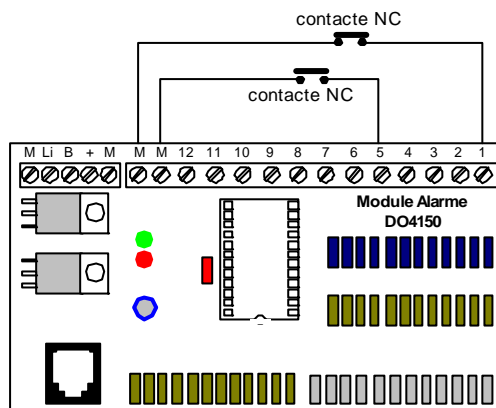 contacte NC
contacte NC
M Li B + M M M 12 11 10 9 8 7 6 5 4 3 2 1
Module Alarme
DO4150